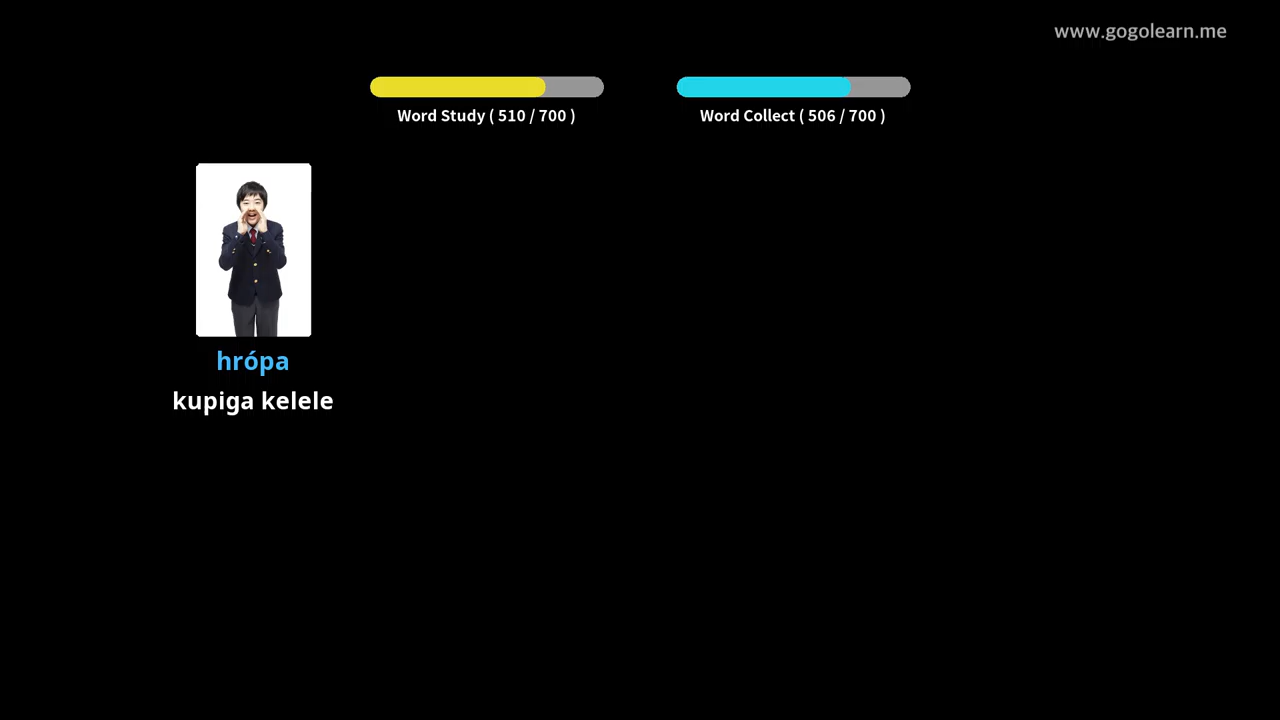 www.gogolearn.me
Word Study ( 510 / 700 )
Word Collect ( 506 / 700 )
hrópa
kupiga kelele